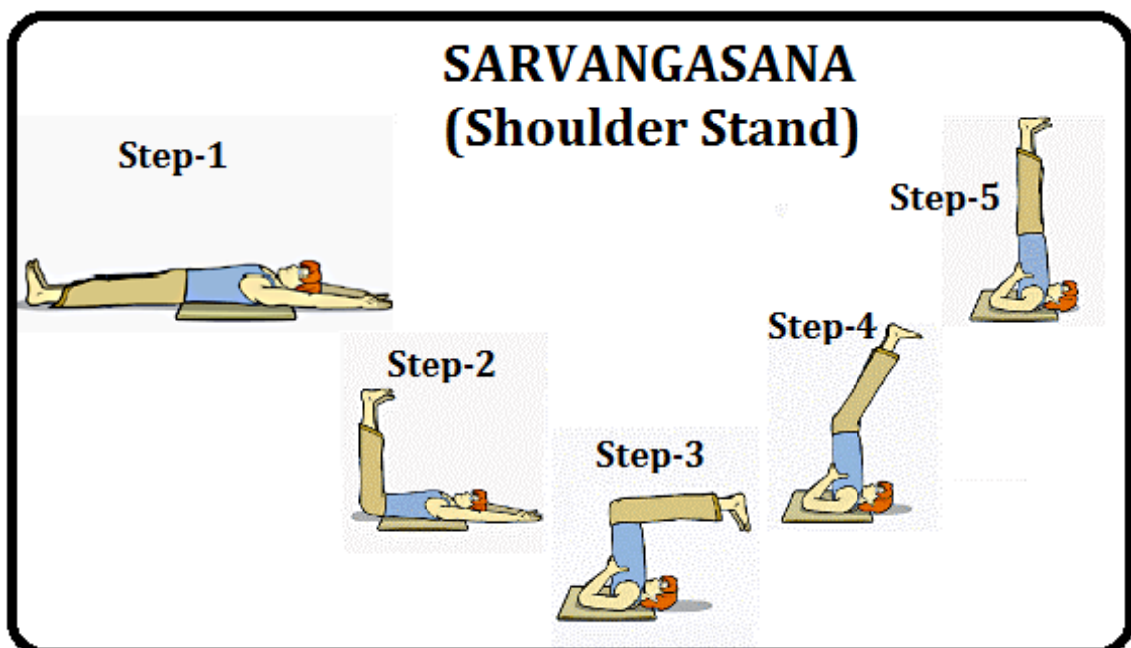 SARVANGASANA
(Shoulder Stand)
Step-1
Step-2
Step-3
Step-4
Step-5